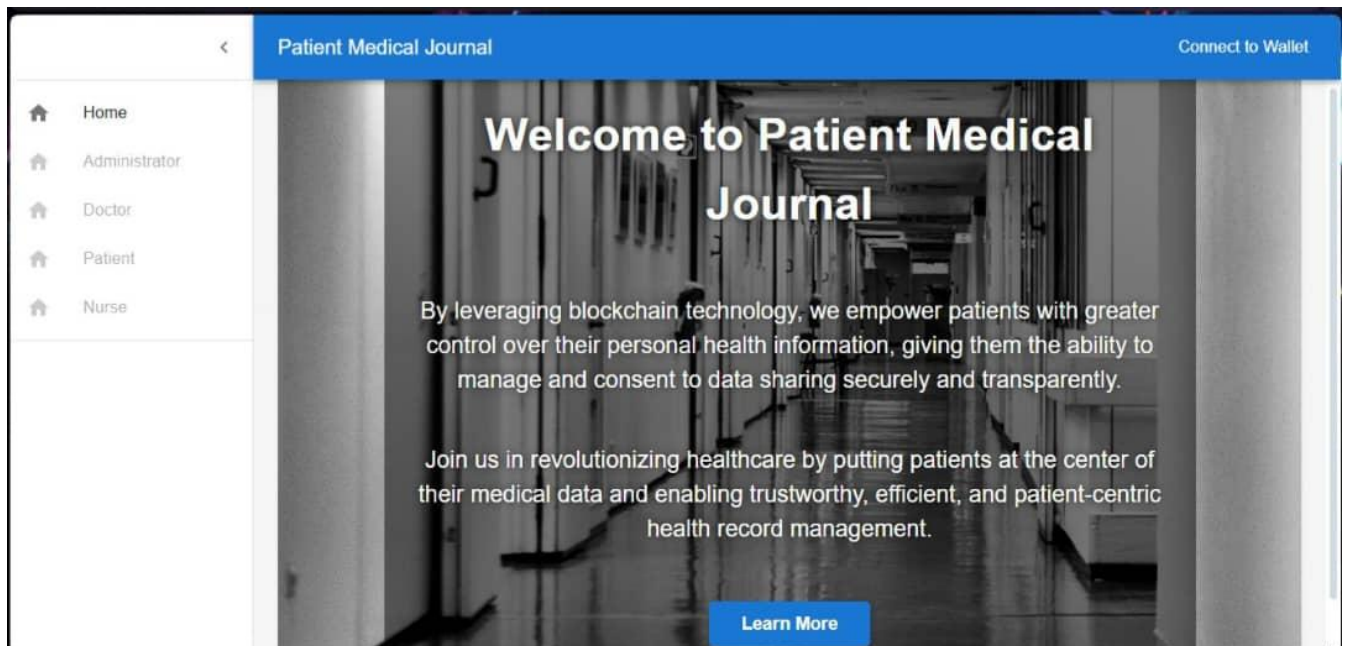 Patient Medical Journal
Connect to Wallet
Home
Administrator
Doctor
Patient
Nurse
Welcome to Patient Medical
Journal
By leveraging blockchain technology, we empower patients with greater
control over their personal health information, giving them the ability to
manage and consent to data sharing securely and transparently.
Join us in revolutionizing healthcare by putting patients at the center of
their medical data and enabling trustworthy, efficient, and patient-centric
health record management.
Learn More